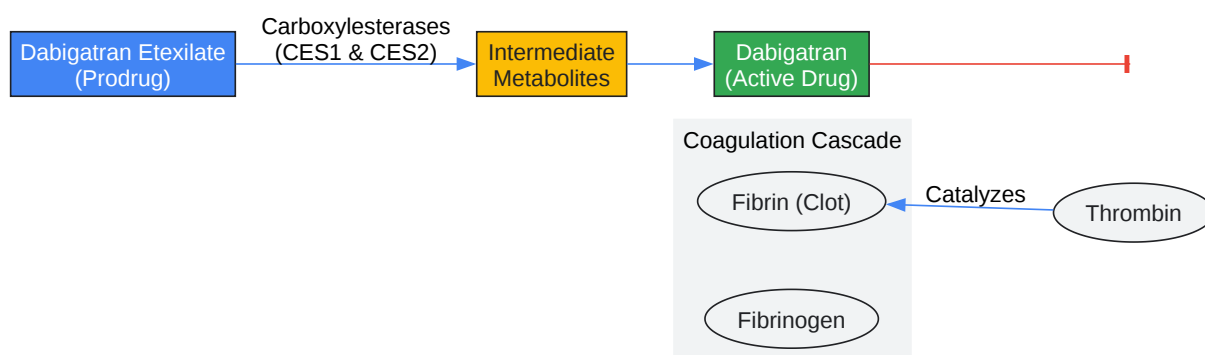 Carboxylesterases
(CES1 & CES2)
Dabigatran Etexilate
(Prodrug)
Intermediate
Metabolites
Dabigatran
(Active Drug)
Coagulation Cascade
Fibrin (Clot)
Catalyzes
Thrombin
Fibrinogen